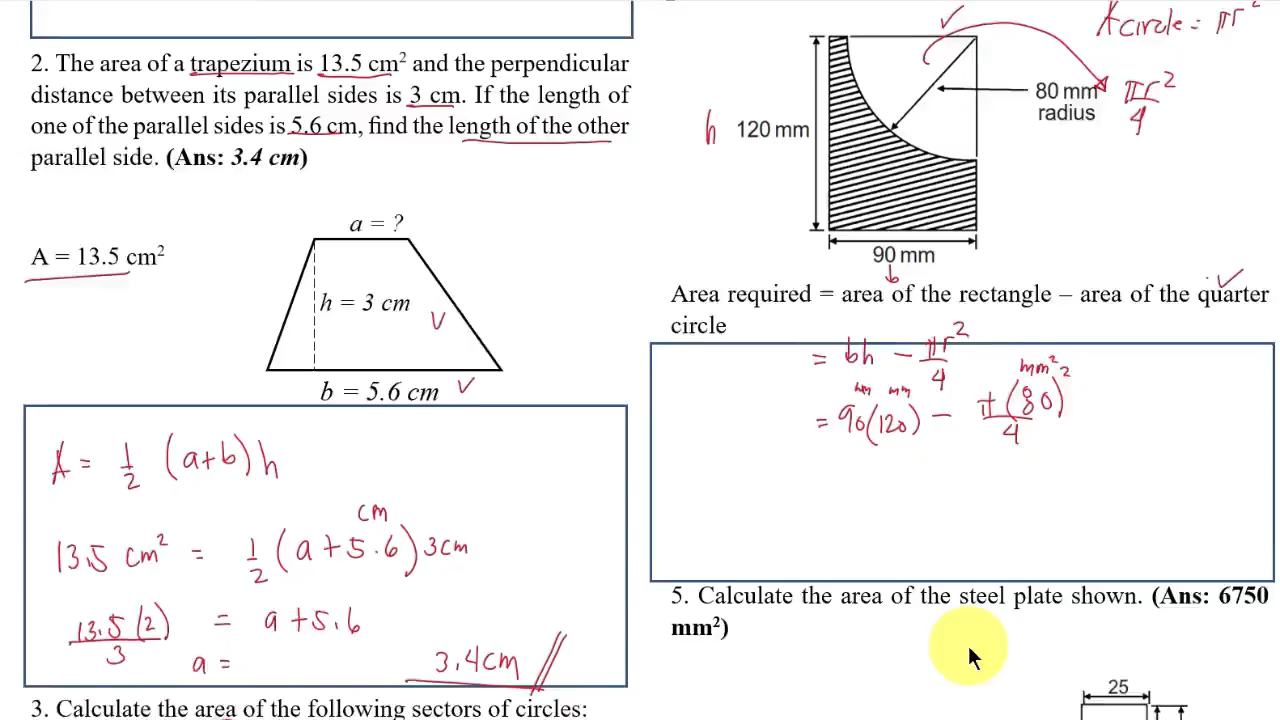 2. The area of a trapezium is 13.5 cm² and the perpendicular
distance between its parallel sides is 3 cm. If the length of
one of the parallel sides is 5.6 cm, find the length of the other
parallel side. (Ans: 3.4 cm)
a = ?
A = 13.5 cm²
h = 3 cm
b = 5.6 cm
A = 1/2 (a+b)h
cm
13.5 cm² = 1/2 (a+5.6) 3cm
13.5(2)/3 = a+5.6
a = 3.4cm
3. Calculate the area of the following sectors of circles:
A circle = πr²
80 mm
radius
πr²/4
h
120 mm
90 mm
b
Area required = area of the rectangle – area of the quarter
circle
= bh - πr²/4
mm mm mm²
= 90(120) - π(80)²/4
5. Calculate the area of the steel plate shown. (Ans: 6750
mm²)
25